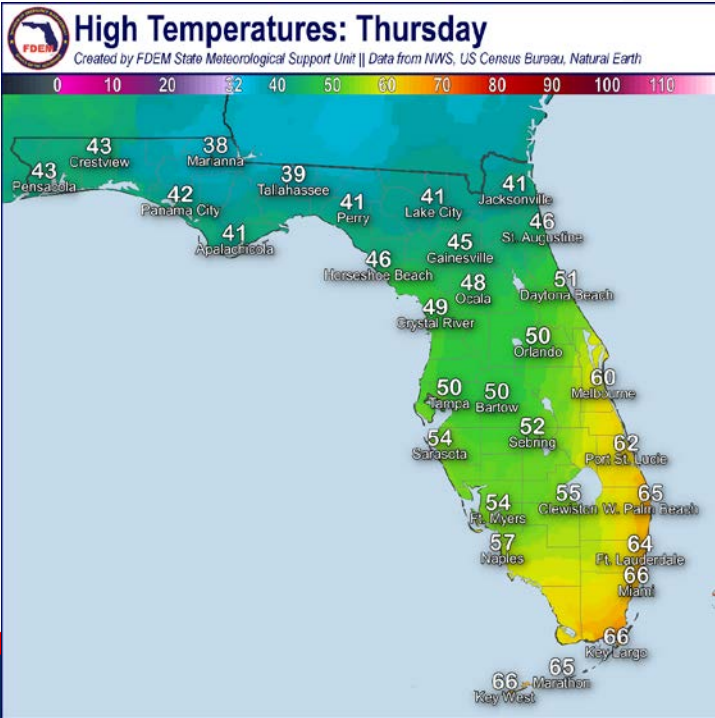 High Temperatures: Thursday
FDEM
Created by FDEM State Meteorological Support Unit || Data from NWS, US Census Bureau, Natural Earth
0 10 20 32 40 50 60 70 80 90 100 110
43
Crestview
38
Marianna
43
Pensacola
39
Tallahassee
42
Panama City
41
Perry
41
Lake City
41
Jacksonville
41
Apalachicola
46
St. Augustine
45
Gainesville
46
Horseshoe Beach
48
Ocala
51
Daytona Beach
49
Crystal River
50
Orlando
60
Melbourne
50
Tampa
50
Bartow
52
Sebring
54
Sarasota
62
Port St. Lucie
55
Clewiston
65
W. Palm Beach
54
Ft. Myers
57
Naples
64
Ft. Lauderdale
66
Miami
66
Key Largo
65
Marathon
66
Key West